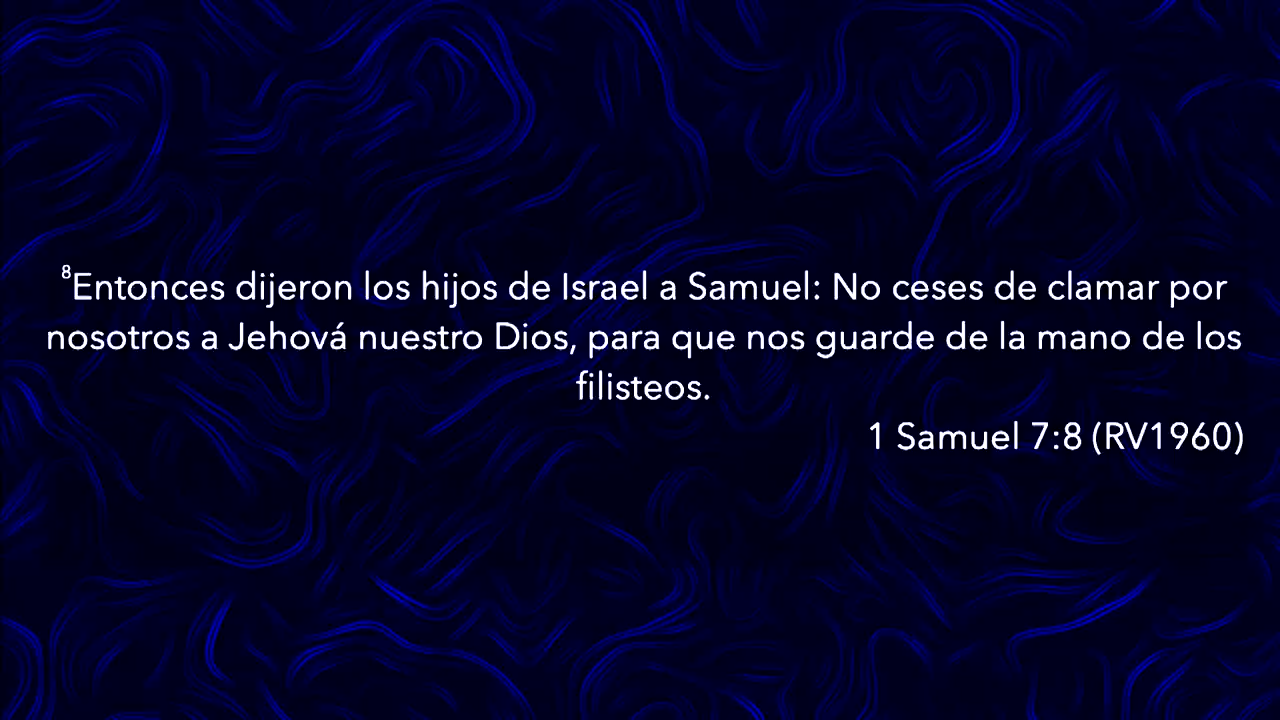 ⁸Entonces dijeron los hijos de Israel a Samuel: No ceses de clamar por
nosotros a Jehová nuestro Dios, para que nos guarde de la mano de los
filisteos.
1 Samuel 7:8 (RV1960)